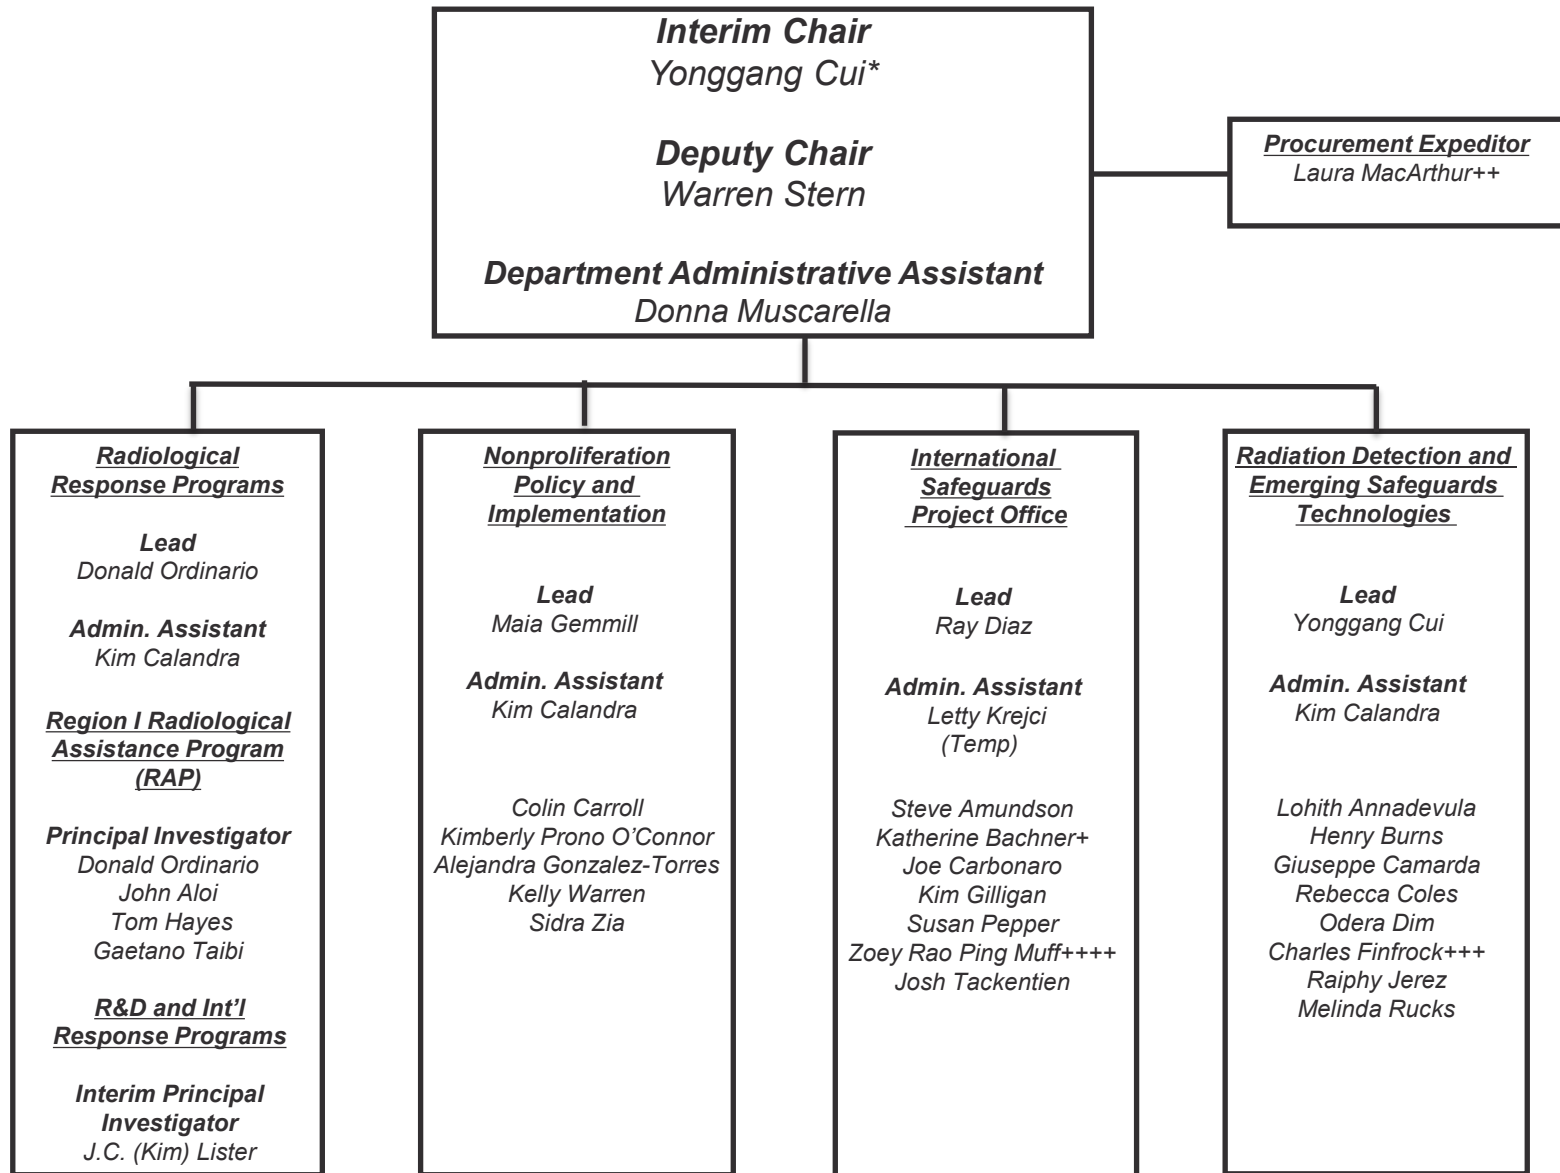 Interim Chair
Yonggang Cui*
Deputy Chair
Warren Stern
Department Administrative Assistant
Donna Muscarella
Procurement Expeditor
Laura MacArthur++
Radiological
Response Programs
Lead
Donald Ordinario
Admin. Assistant
Kim Calandra
Region I Radiological
Assistance Program
(RAP)
Principal Investigator
Donald Ordinario
John Aloi
Tom Hayes
Gaetano Taibi
R&D and Int'l
Response Programs
Interim Principal
Investigator
J.C. (Kim) Lister
Nonproliferation
Policy and
Implementation
Lead
Maia Gemmill
Admin. Assistant
Kim Calandra
Colin Carroll
Kimberly Prono O’Connor
Alejandra Gonzalez-Torres
Kelly Warren
Sidra Zia
International
Safeguards
Project Office
Lead
Ray Diaz
Admin. Assistant
Letty Krejci
(Temp)
Steve Amundson
Katherine Bachner+
Joe Carbonaro
Kim Gilligan
Susan Pepper
Zoey Rao Ping Muff++++
Josh Tackentien
Radiation Detection and
Emerging Safeguards
Technologies
Lead
Yonggang Cui
Admin. Assistant
Kim Calandra
Lohith Annadevula
Henry Burns
Giuseppe Camarda
Rebecca Coles
Odera Dim
Charles Finfrock+++
Raiphy Jerez
Melinda Rucks